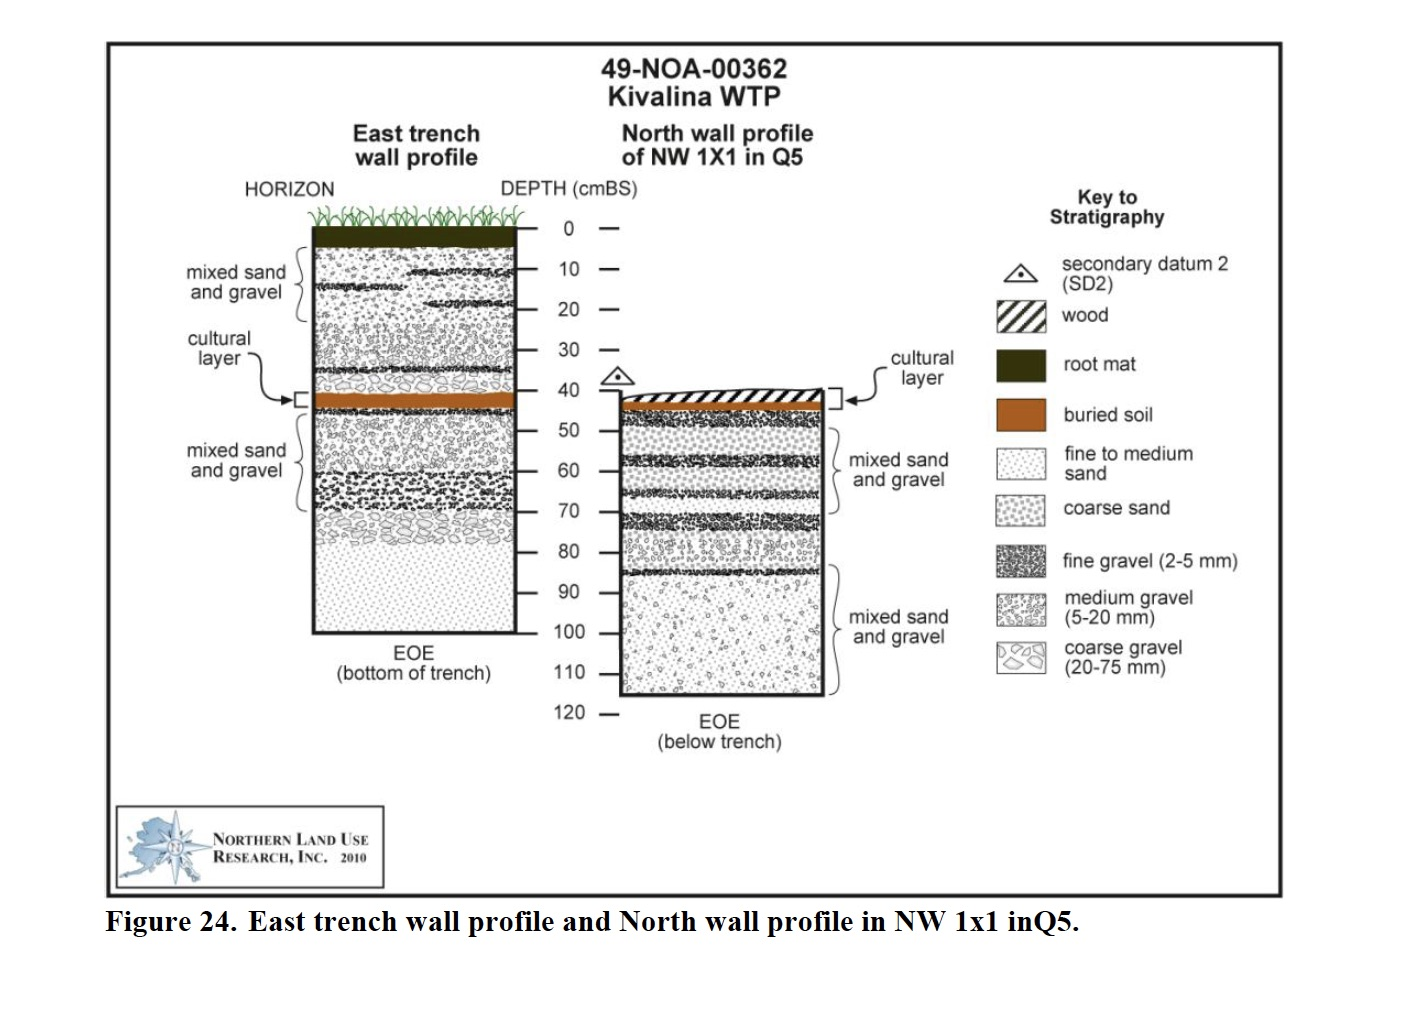 49-NOA-00362
Kivalina WTP
East trench
wall profile
North wall profile
of NW 1X1 in Q5
HORIZON
DEPTH (cmBS)
0
10
20
30
40
50
60
70
80
90
100
110
120
mixed sand
and gravel
cultural
layer
mixed sand
and gravel
EOE
(bottom of trench)
cultural
layer
mixed sand
and gravel
mixed sand
and gravel
EOE
(below trench)
Key to
Stratigraphy
secondary datum 2
(SD2)
wood
root mat
buried soil
fine to medium
sand
coarse sand
fine gravel (2-5 mm)
medium gravel
(5-20 mm)
coarse gravel
(20-75 mm)
N
NORTHERN LAND USE
RESEARCH, INC. 2010
Figure 24. East trench wall profile and North wall profile in NW 1x1 inQ5.